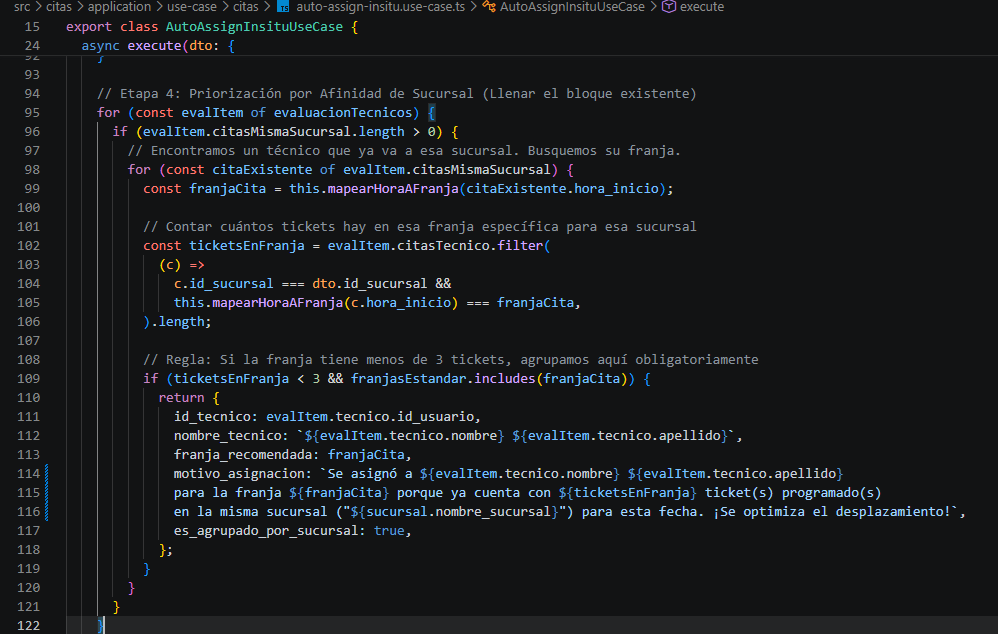 src > citas > application > use-case > citas > TS auto-assign-insitu.use-case.ts > AutoAssignInsituUseCase > execute
15 export class AutoAssignInsituUseCase {
24 async execute(dto: {
92 }
93
94 // Etapa 4: Priorización por Afinidad de Sucursal (Llenar el bloque existente)
95 for (const evalItem of evaluacionTecnicos) {
96 if (evalItem.citasMismaSucursal.length > 0) {
97 // Encontramos un técnico que ya va a esa sucursal. Busquemos su franja.
98 for (const citaExistente of evalItem.citasMismaSucursal) {
99 const franjaCita = this.mapearHoraAFranja(citaExistente.hora_inicio);
100
101 // Contar cuántos tickets hay en esa franja específica para esa sucursal
102 const ticketsEnFranja = evalItem.citasTecnico.filter(
103 (c) =>
104 c.id_sucursal === dto.id_sucursal &&
105 this.mapearHoraAFranja(c.hora_inicio) === franjaCita,
106 ).length;
107
108 // Regla: Si la franja tiene menos de 3 tickets, agrupamos aquí obligatoriamente
109 if (ticketsEnFranja < 3 && franjasEstandar.includes(franjaCita)) {
110 return {
111 id_tecnico: evalItem.tecnico.id_usuario,
112 nombre_tecnico: `${evalItem.tecnico.nombre} ${evalItem.tecnico.apellido}`,
113 franja_recomendada: franjaCita,
114 motivo_asignacion: `Se asignó a ${evalItem.tecnico.nombre} ${evalItem.tecnico.apellido}
115 para la franja ${franjaCita} porque ya cuenta con ${ticketsEnFranja} ticket(s) programado(s)
116 en la misma sucursal ("${sucursal.nombre_sucursal}") para esta fecha. ¡Se optimiza el desplazamiento!`,
117 es_agrupado_por_sucursal: true,
118 };
119 }
120 }
121 }
122 }